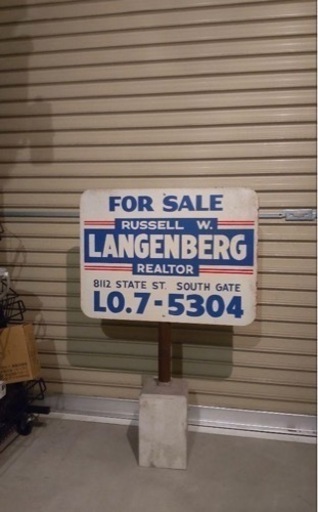 FOR SALE
RUSSELL W.
LANGENBERG
REALTOR
8112 STATE ST. SOUTH GATE
LO.7-5304